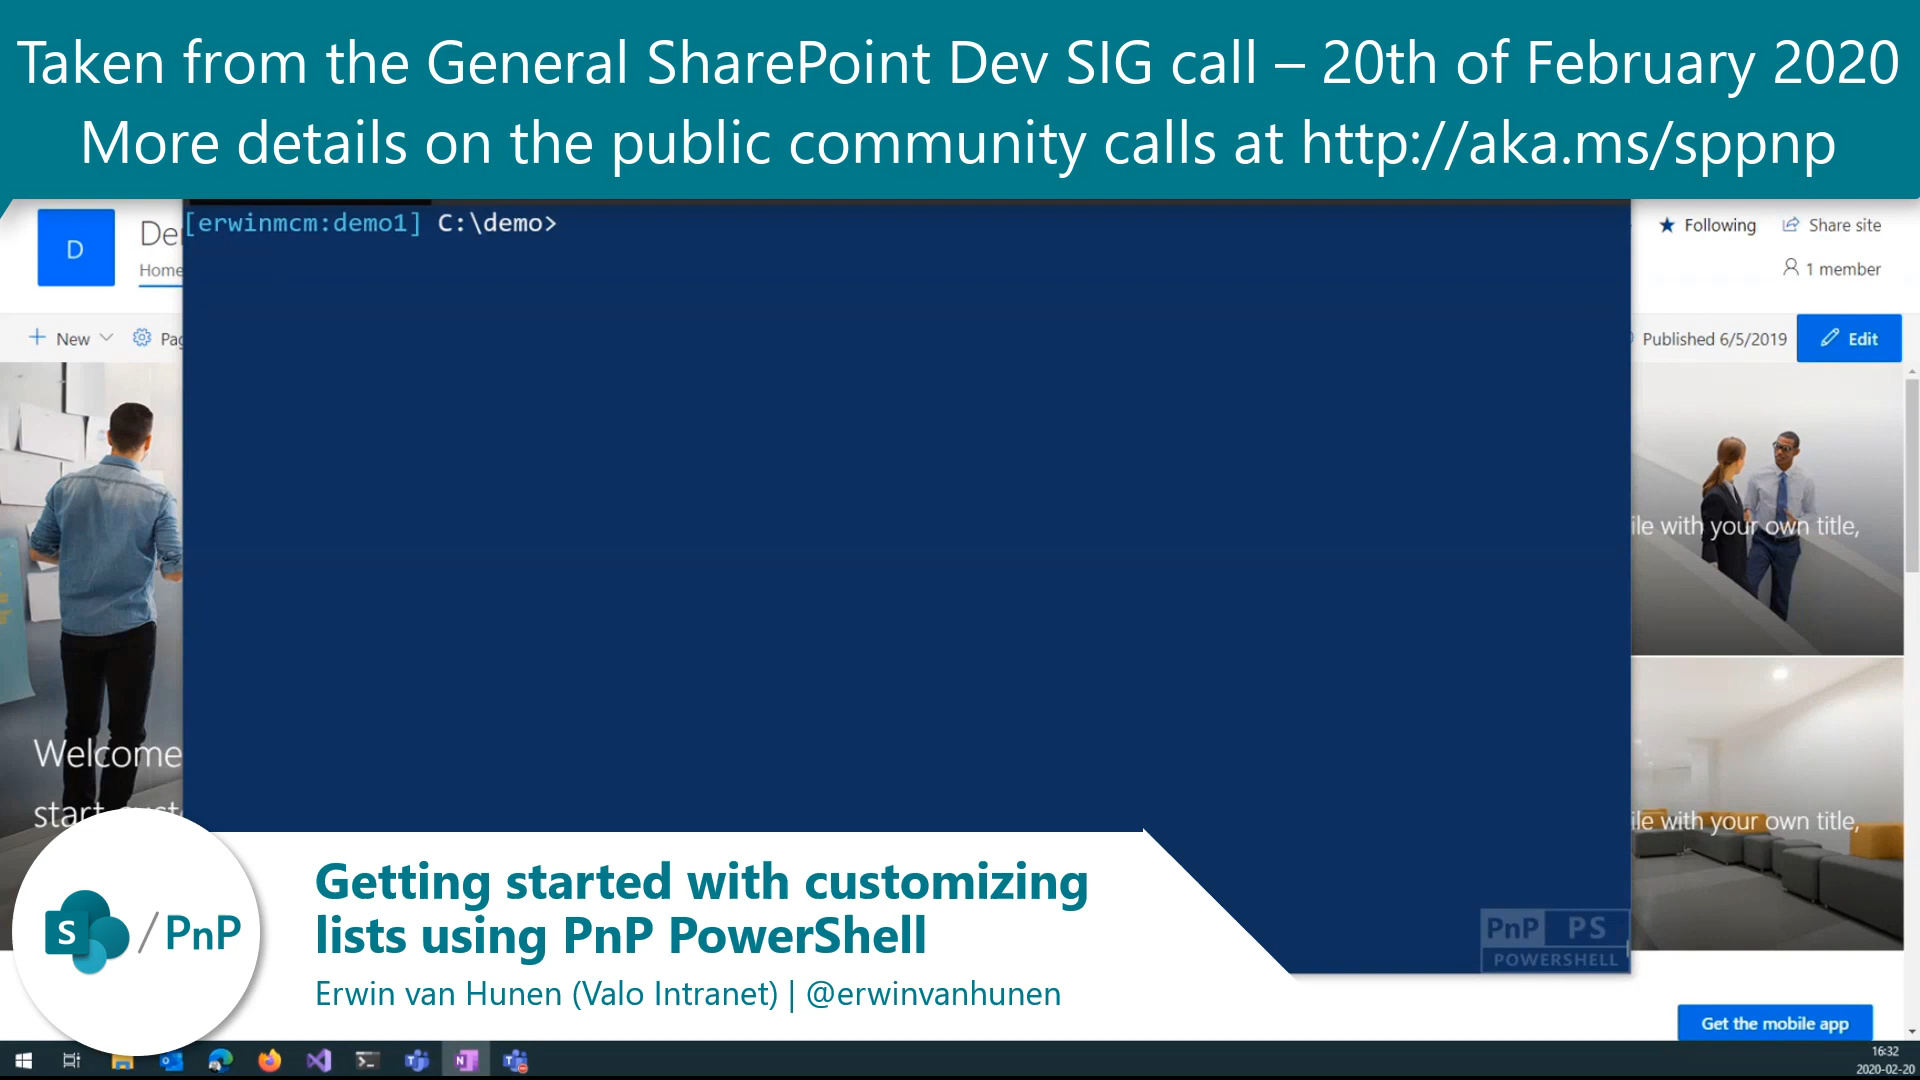 Taken from the General SharePoint Dev SIG call – 20th of February 2020
More details on the public community calls at http://aka.ms/sppnp
D
De
Home
[erwinmcm:demo1] C:\demo>
Following
Share site
1 member
New
Pag
Published 6/5/2019
Edit
ile with your own title,
Welcome
start
ile with your own title,
S / PnP
Getting started with customizing
lists using PnP PowerShell
Erwin van Hunen (Valo Intranet) | @erwinvanhunen
PnP PS
POWERSHELL
Get the mobile app
16:32
2020-02-20